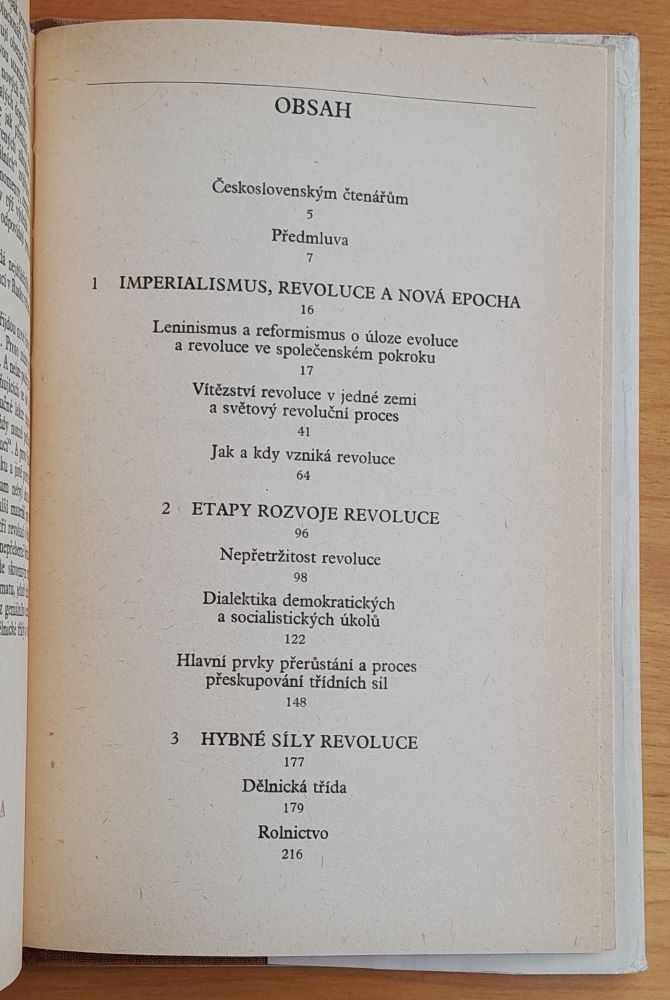 OBSAH
Československým čtenářům
5
Předmluva
7
1 IMPERIALISMUS, REVOLUCE A NOVÁ EPOCHA
16
Leninismus a reformismus o úloze evoluce
a revoluce ve společenském pokroku
17
Vítězství revoluce v jedné zemi
a světový revoluční proces
41
Jak a kdy vzniká revoluce
64
2 ETAPY ROZVOJE REVOLUCE
96
Nepřetržitost revoluce
98
Dialektika demokratických
a socialistických úkolů
122
Hlavní prvky přerůstání a proces
přeskupování třídních sil
148
3 HYBNÉ SÍLY REVOLUCE
177
Dělnická třída
179
Rolnictvo
216